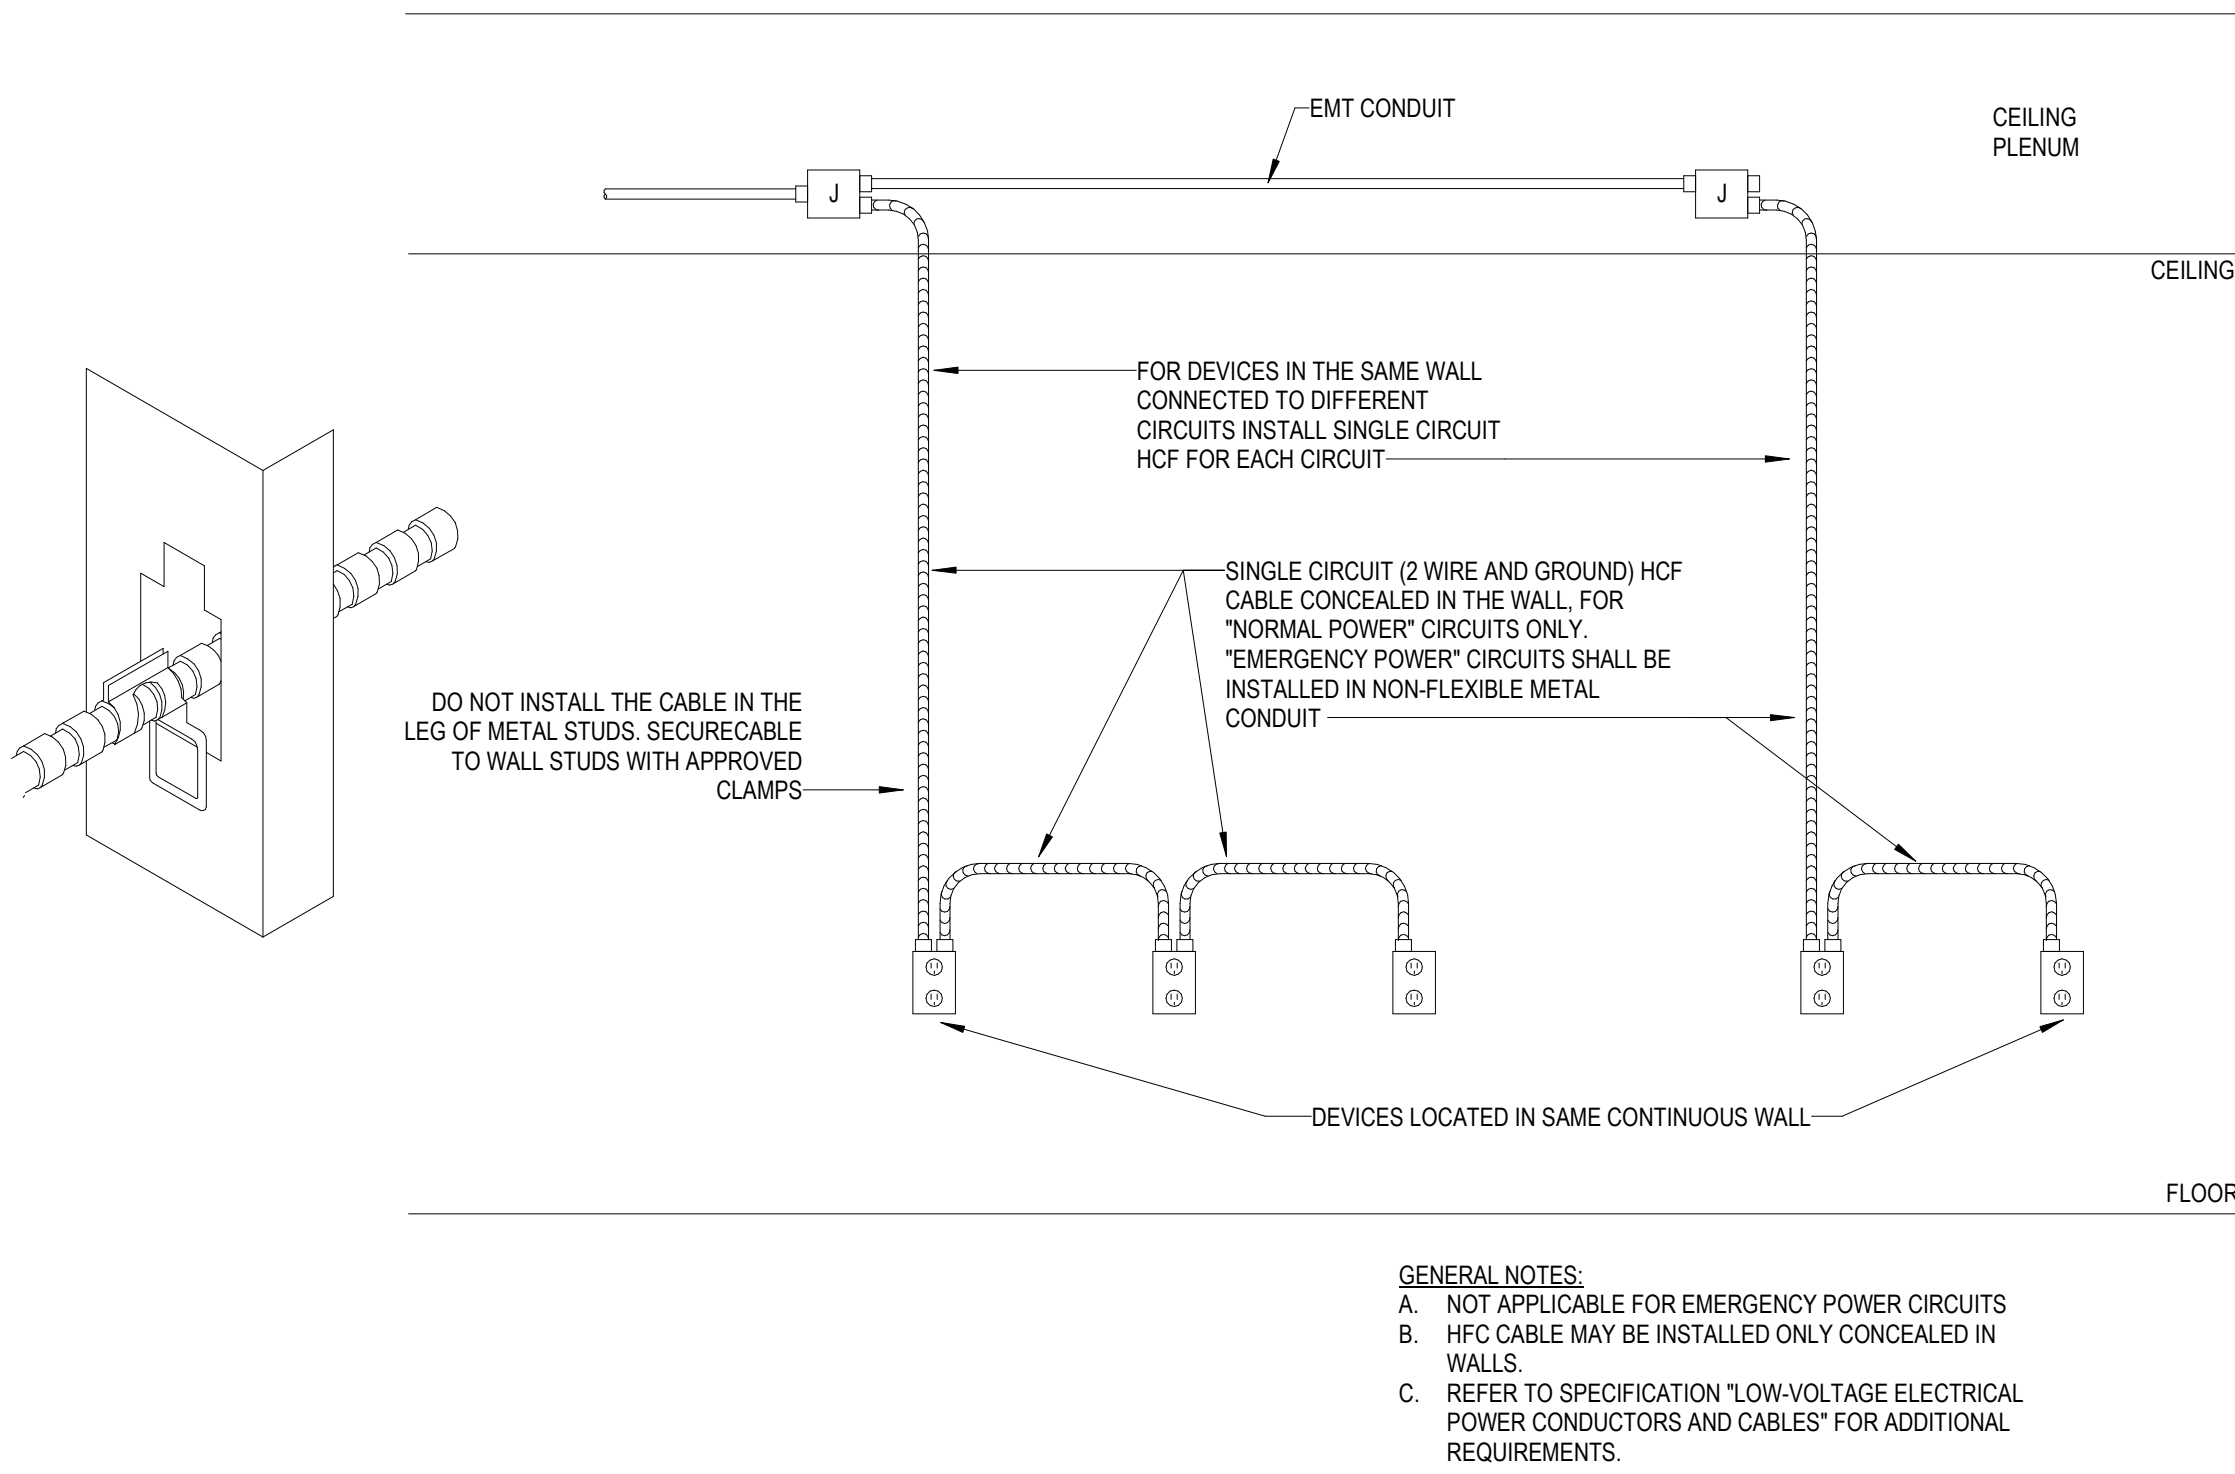 EMT CONDUIT
CEILING
PLENUM
J
J
CEILING
FOR DEVICES IN THE SAME WALL
CONNECTED TO DIFFERENT
CIRCUITS INSTALL SINGLE CIRCUIT
HCF FOR EACH CIRCUIT
SINGLE CIRCUIT (2 WIRE AND GROUND) HCF
CABLE CONCEALED IN THE WALL, FOR
"NORMAL POWER" CIRCUITS ONLY.
"EMERGENCY POWER" CIRCUITS SHALL BE
INSTALLED IN NON-FLEXIBLE METAL
CONDUIT
DO NOT INSTALL THE CABLE IN THE
LEG OF METAL STUDS. SECURECABLE
TO WALL STUDS WITH APPROVED
CLAMPS
DEVICES LOCATED IN SAME CONTINUOUS WALL
FLOOR
GENERAL NOTES:
A. NOT APPLICABLE FOR EMERGENCY POWER CIRCUITS
B. HFC CABLE MAY BE INSTALLED ONLY CONCEALED IN
WALLS.
C. REFER TO SPECIFICATION "LOW-VOLTAGE ELECTRICAL
POWER CONDUCTORS AND CABLES" FOR ADDITIONAL
REQUIREMENTS.